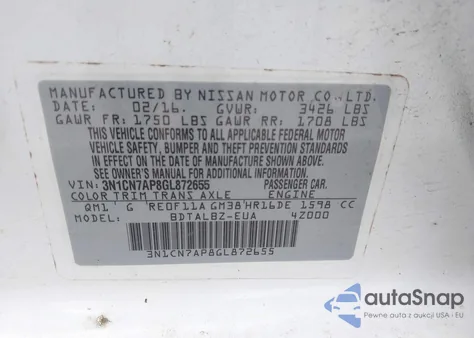 MANUFACTURED BY NISSAN MOTOR CO., LTD.
DATE: 02/16. GVWR: 3426 LBS
GAWR FR: 1750 LBS GAWR RR: 1708 LBS
THIS VEHICLE CONFORMS TO ALL APPLICABLE FEDERAL MOTOR
VEHICLE SAFETY, BUMPER, AND THEFT PREVENTION STANDARDS
IN EFFECT ON THE DATE OF MANUFACTURE SHOWN ABOVE.
SEE OWNER'S MANUAL FOR ADDITIONAL INFORMATION.
VIN: 3N1CN7AP8GL872655 PASSENGER CAR.
COLOR TRIM TRANS AXLE ENGINE
QM1 G RE0F11A GM38 HR16DE 1598 CC
MODEL: BDTALBZ-EUA 4Z000
3N1CN7AP8GL872655
autoSnap
Pewne auta z aukcji USA i EU